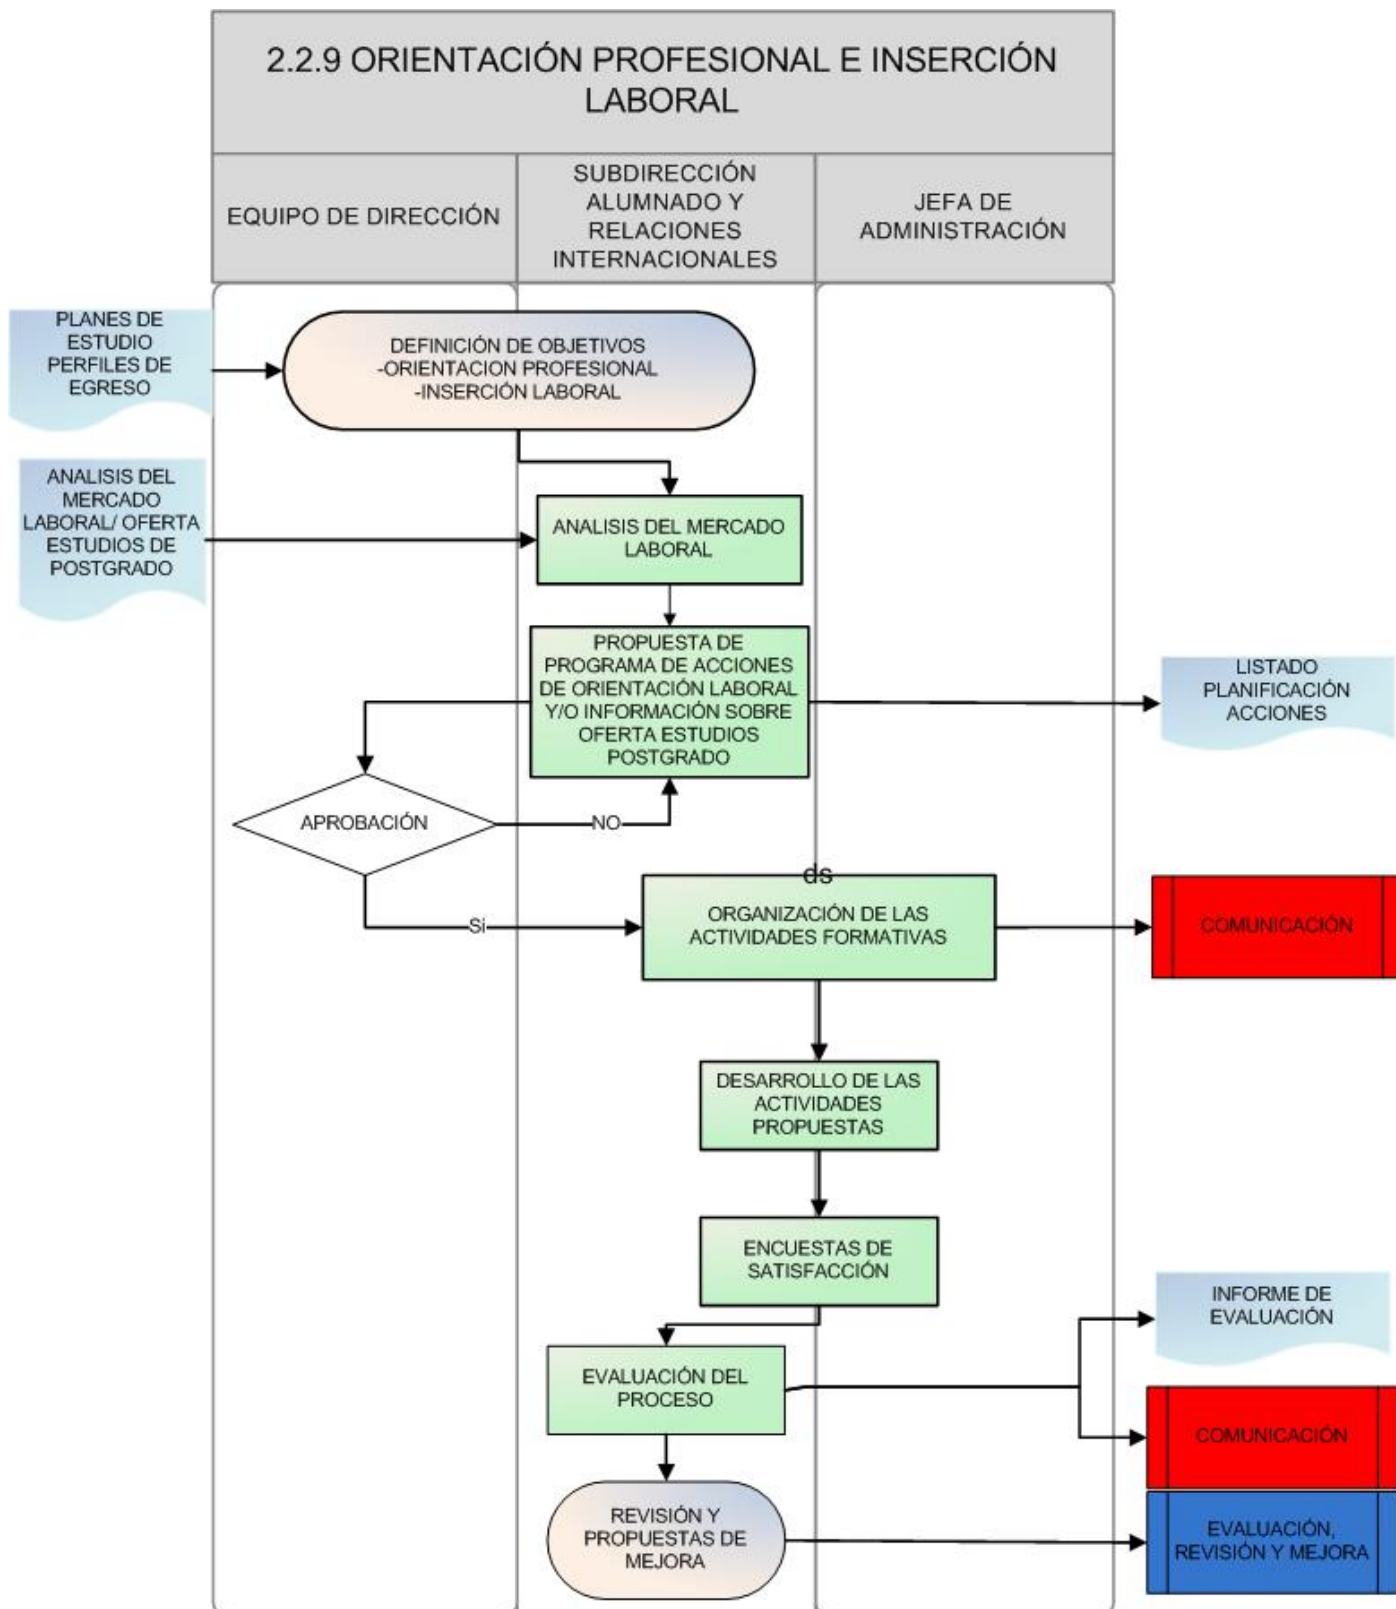 2.2.9 ORIENTACIÓN PROFESIONAL E INSERCIÓN
LABORAL
EQUIPO DE DIRECCIÓN
SUBDIRECCIÓN
ALUMNADO Y
RELACIONES
INTERNACIONALES
JEFA DE
ADMINISTRACIÓN
PLANES DE
ESTUDIO
PERFILES DE
EGRESO
DEFINICIÓN DE OBJETIVOS
-ORIENTACION PROFESIONAL
-INSERCIÓN LABORAL
ANALISIS DEL
MERCADO
LABORAL/ OFERTA
ESTUDIOS DE
POSTGRADO
ANALISIS DEL MERCADO
LABORAL
PROPUESTA DE
PROGRAMA DE ACCIONES
DE ORIENTACIÓN LABORAL
Y/O INFORMACIÓN SOBRE
OFERTA ESTUDIOS
POSTGRADO
LISTADO
PLANIFICACIÓN
ACCIONES
APROBACIÓN
NO
Si
ds
ORGANIZACIÓN DE LAS
ACTIVIDADES FORMATIVAS
COMUNICACIÓN
DESARROLLO DE LAS
ACTIVIDADES
PROPUESTAS
ENCUESTAS DE
SATISFACCIÓN
INFORME DE
EVALUACIÓN
EVALUACIÓN DEL
PROCESO
COMUNICACIÓN
REVISIÓN Y
PROPUESTAS DE
MEJORA
EVALUACIÓN,
REVISIÓN Y MEJORA